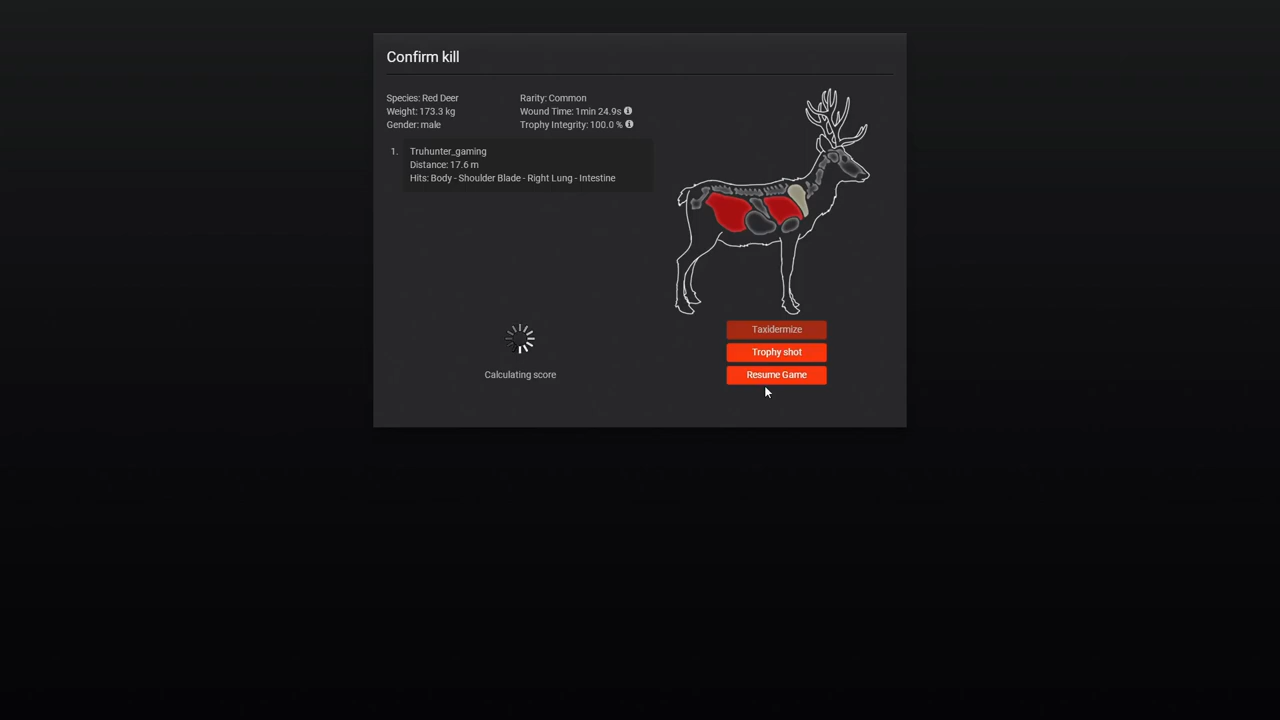 Confirm kill
Species: Red Deer
Weight: 173.3 kg
Gender: male
Rarity: Common
Wound Time: 1min 24.9s
Trophy Integrity: 100.0 %
1.
Truhunter_gaming
Distance: 17.6 m
Hits: Body - Shoulder Blade - Right Lung - Intestine
Calculating score
Taxidermize
Trophy shot
Resume Game